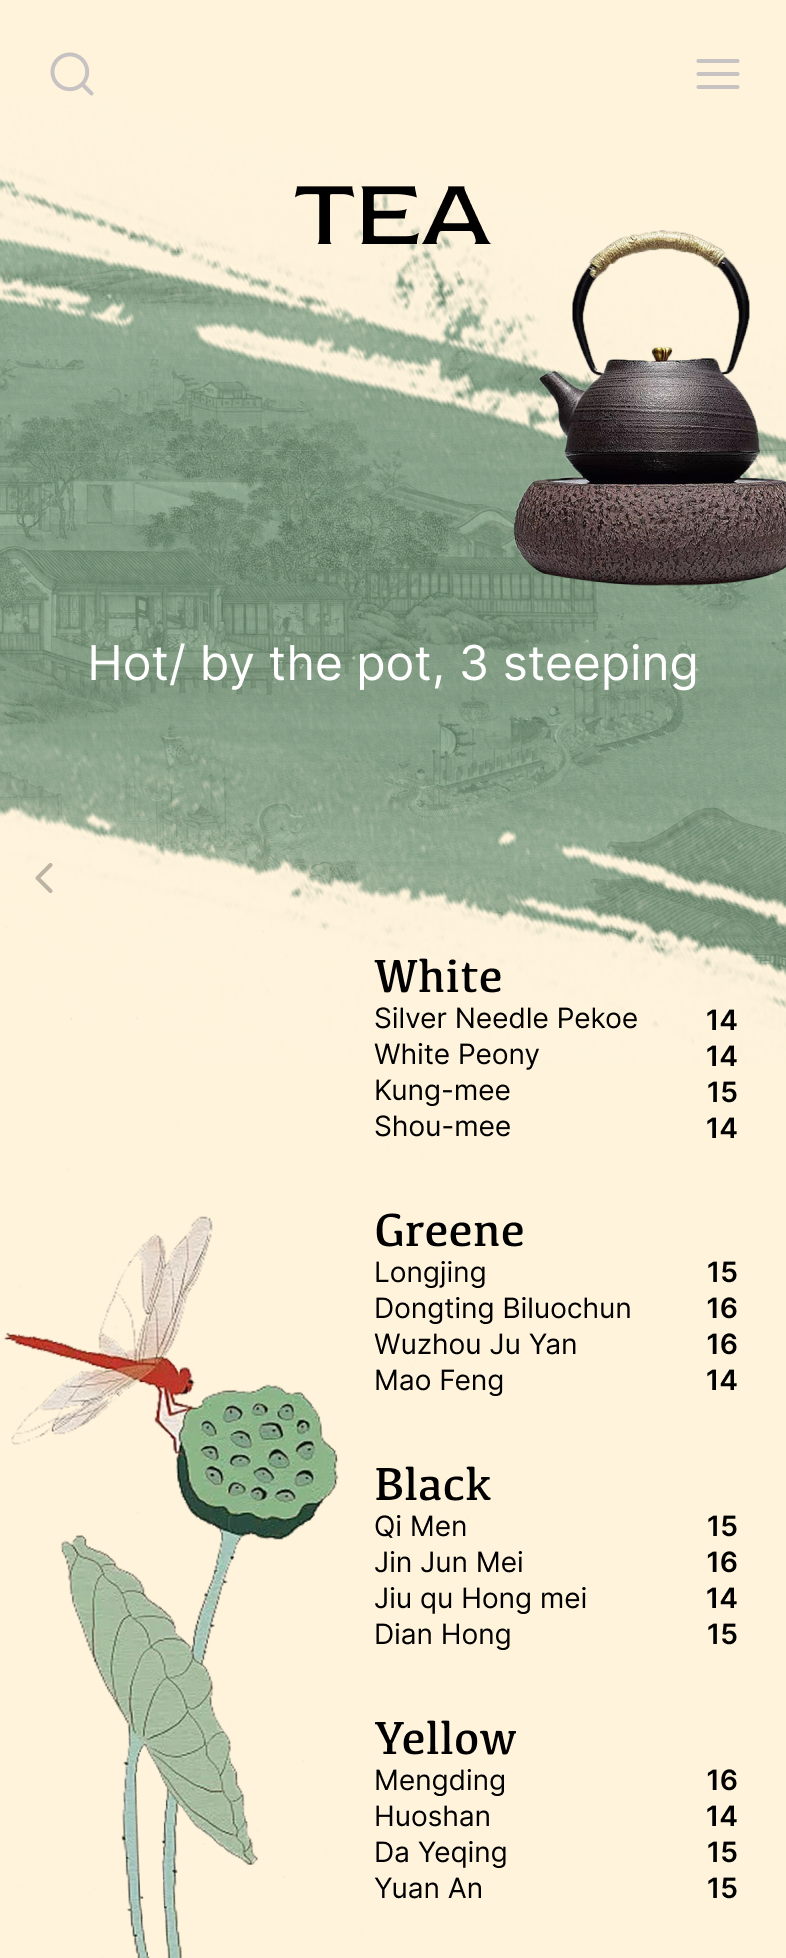 TEA
Hot/ by the pot, 3 steeping
White
Silver Needle Pekoe 14
White Peony 14
Kung-mee 15
Shou-mee 14
Greene
Longjing 15
Dongting Biluochun 16
Wuzhou Ju Yan 16
Mao Feng 14
Black
Qi Men 15
Jin Jun Mei 16
Jiu qu Hong mei 14
Dian Hong 15
Yellow
Mengding 16
Huoshan 14
Da Yeqing 15
Yuan An 15